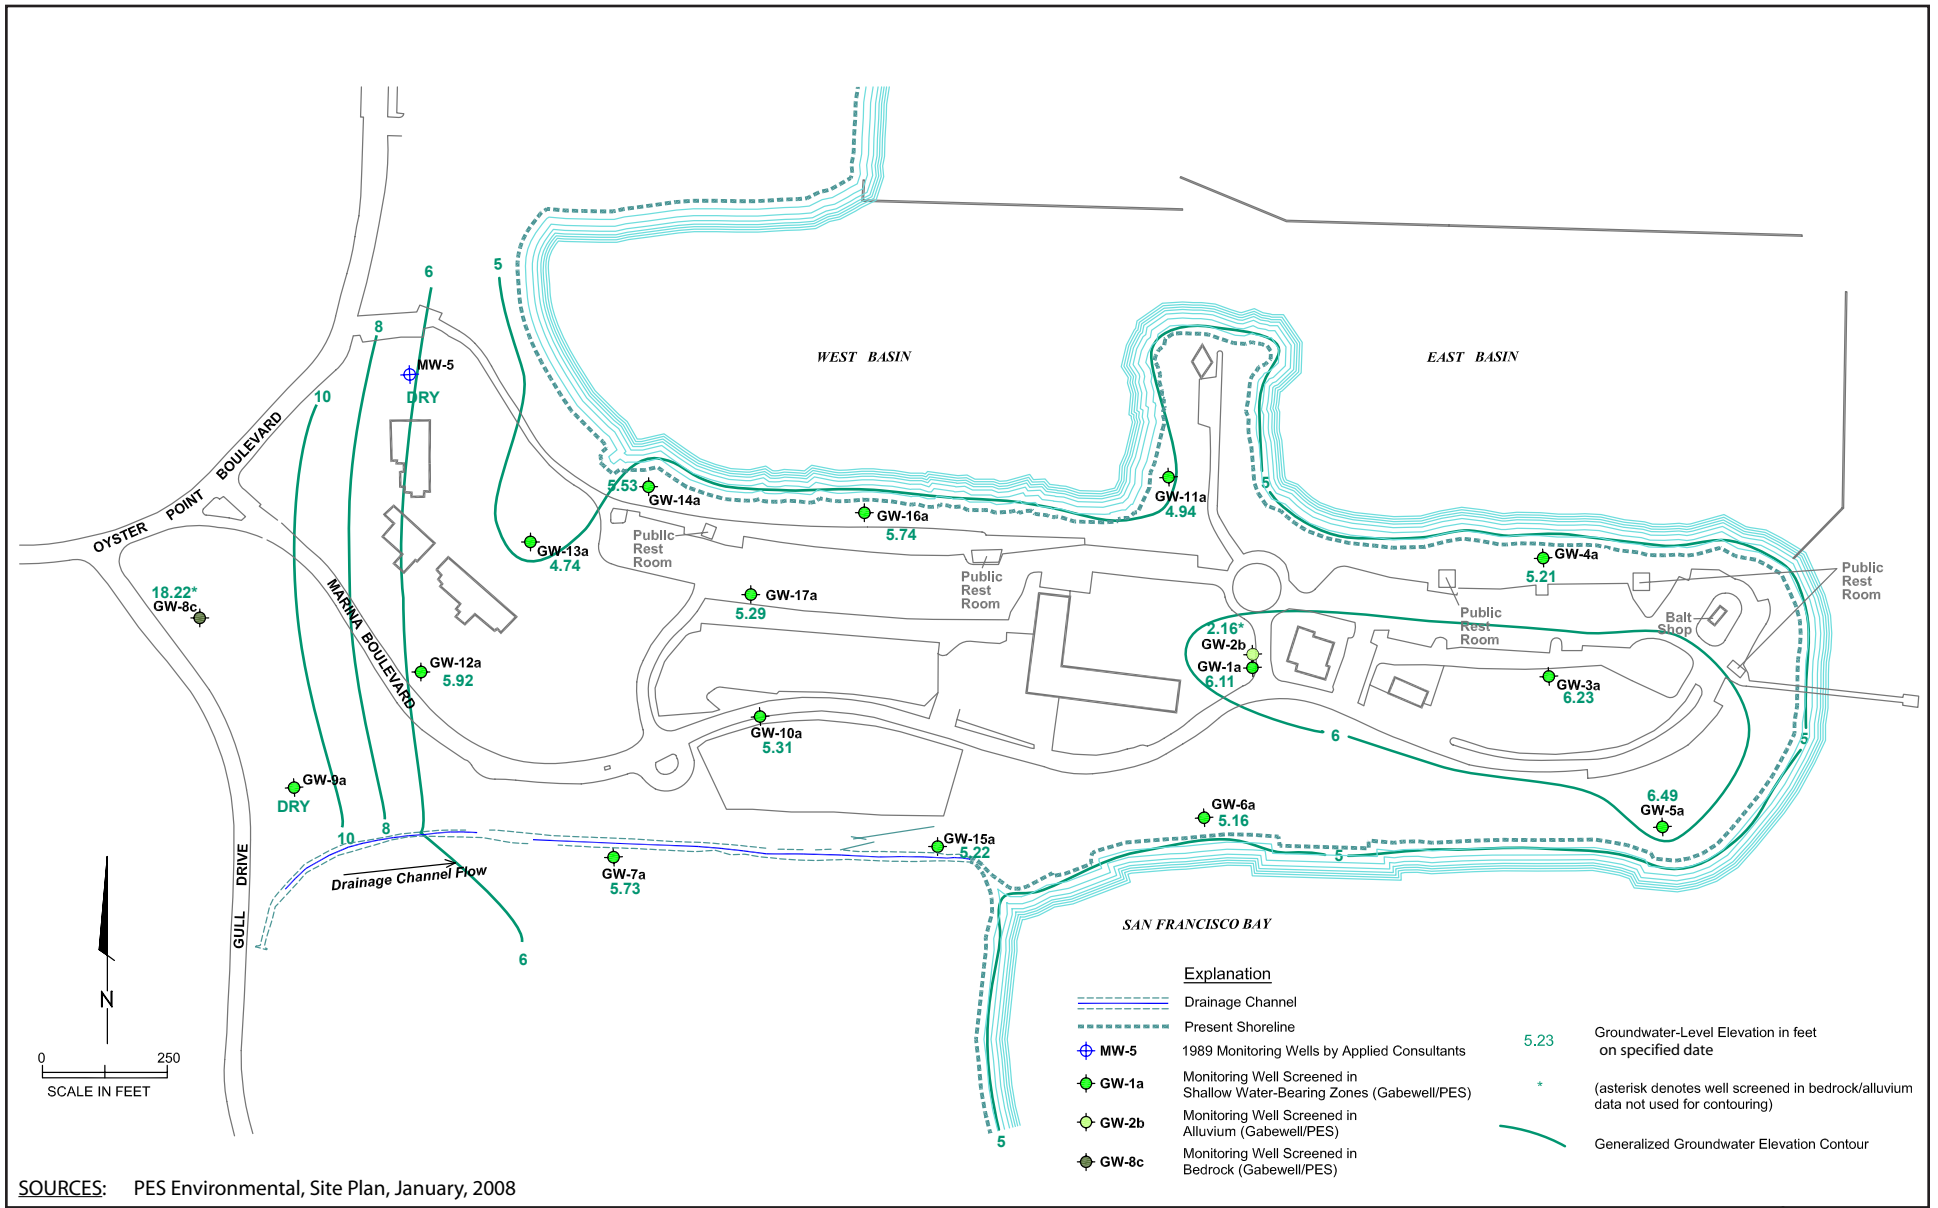 6
5
8
MW-5
DRY
10
WEST BASIN
EAST BASIN
OYSTER POINT BOULEVARD
5.53
GW-14a
GW-16a
5.74
GW-11a
4.94
5
GW-13a
4.74
Public
Rest
Room
Public
Rest
Room
GW-4a
5.21
Public
Rest
Room
18.22*
GW-8c
MARINA BOULEVARD
GW-17a
5.29
Public
Rest
Room
Balt
Shop
2.16*
GW-2b
GW-1a
6.11
GW-12a
5.92
GW-3a
6.23
GW-10a
5.31
6
5
GW-9a
DRY
10
8
6.49
GW-5a
GW-6a
5.16
GW-15a
5.22
5
Drainage Channel Flow
GW-7a
5.73
GULL DRIVE
6
SAN FRANCISCO BAY
5
N
0 250
SCALE IN FEET
Explanation
Drainage Channel
Present Shoreline
MW-5 1989 Monitoring Wells by Applied Consultants
GW-1a Monitoring Well Screened in
Shallow Water-Bearing Zones (Gabewell/PES)
GW-2b Monitoring Well Screened in
Alluvium (Gabewell/PES)
GW-8c Monitoring Well Screened in
Bedrock (Gabewell/PES)
5.23 Groundwater-Level Elevation in feet
on specified date
* (asterisk denotes well screened in bedrock/alluvium
data not used for contouring)
Generalized Groundwater Elevation Contour
SOURCES: PES Environmental, Site Plan, January, 2008